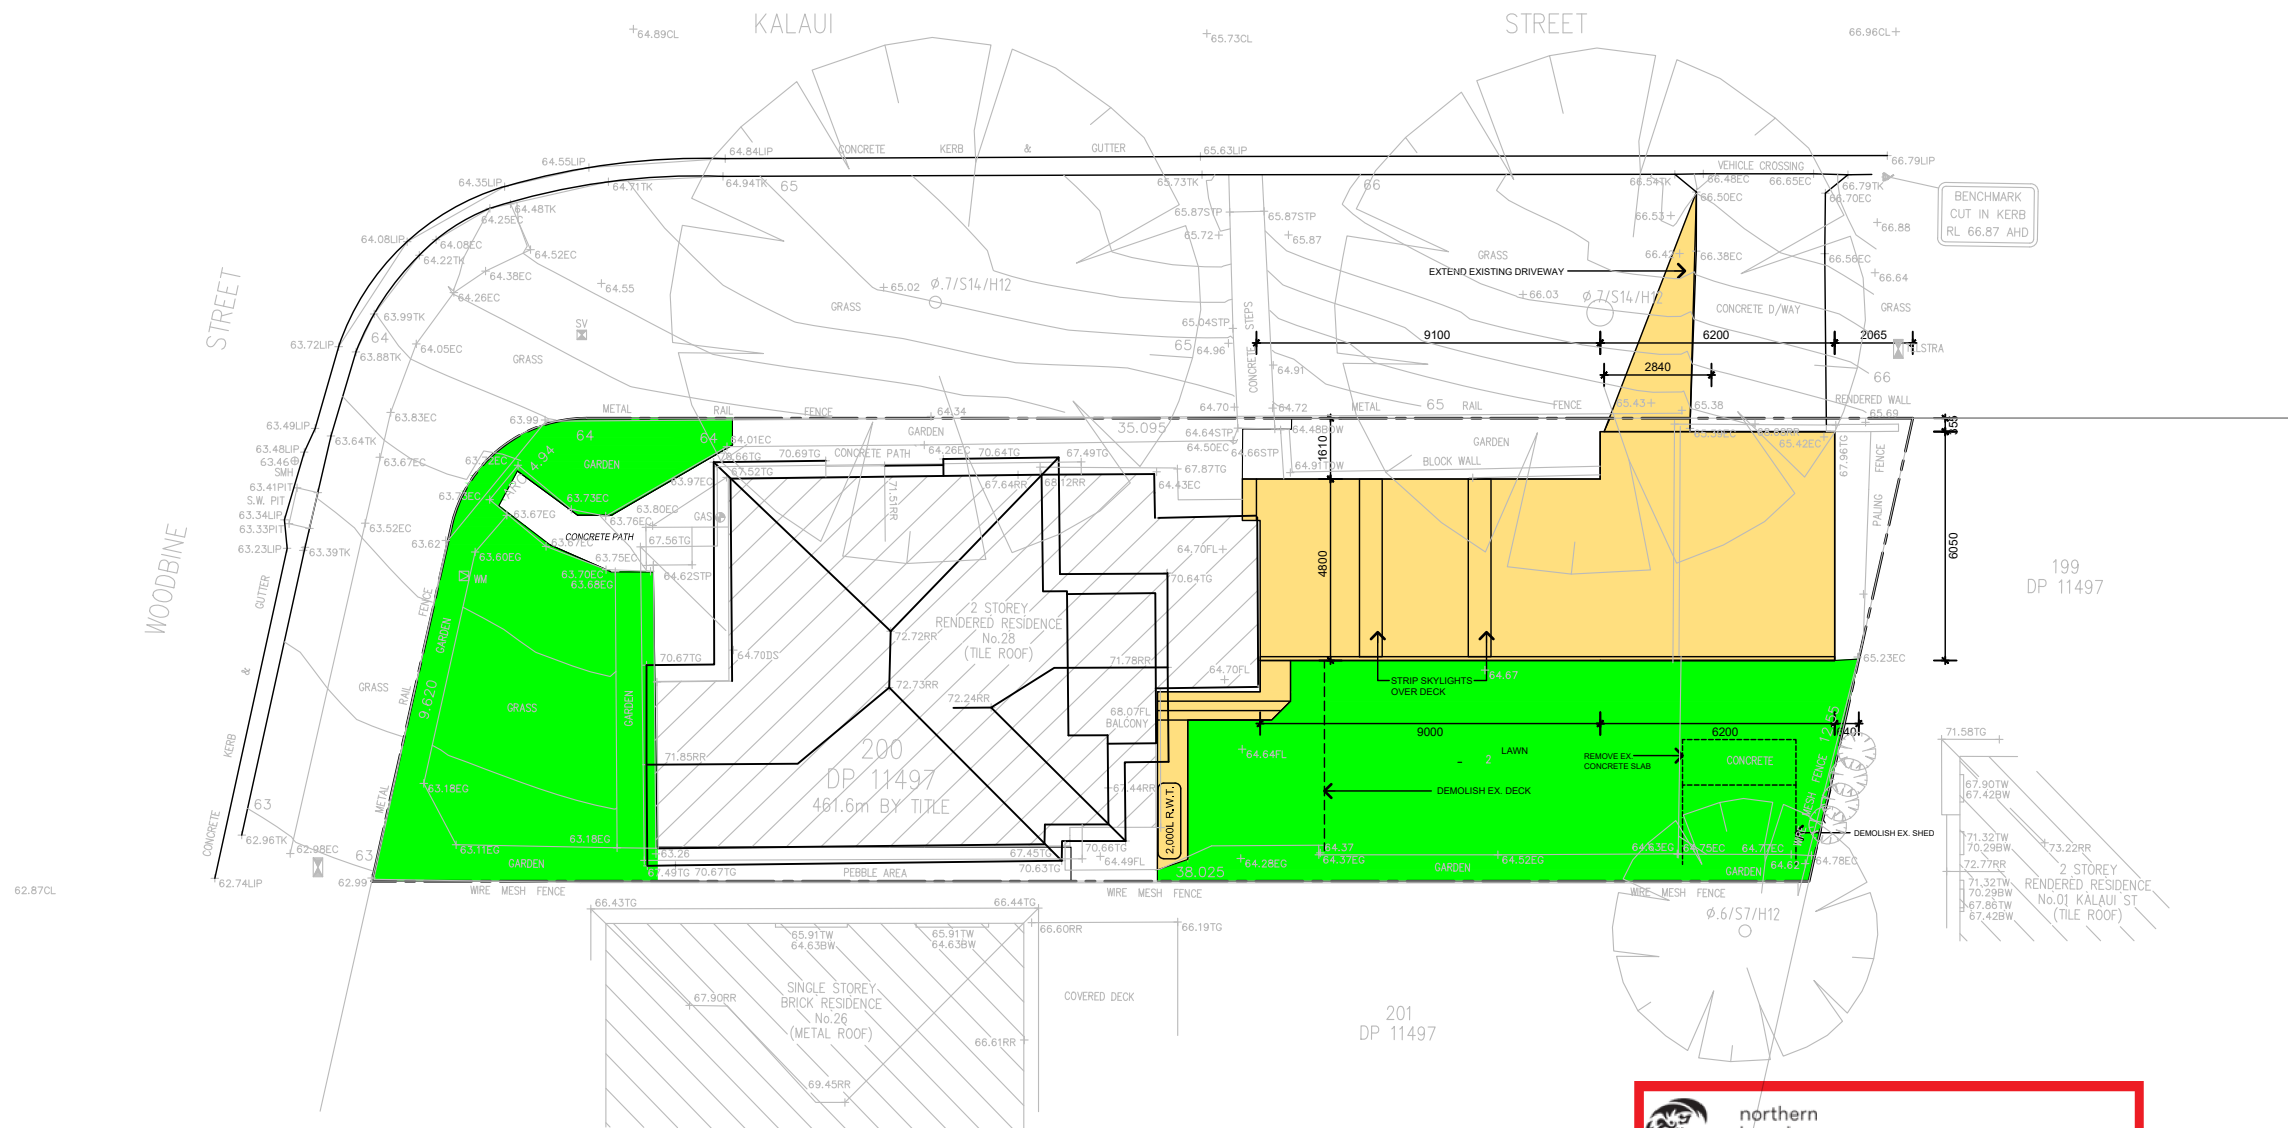 KALAUI
STREET
64.89CL
65.73CL
66.96CL
64.84LIP
CONCRETE KERB & GUTTER
65.63LIP
VEHICLE CROSSING
66.79LIP
64.55LIP
64.35LIP
64.71TK
64.94TK
65
65.73TK
66
66.54TK
66.48EC
66.65EC
66.79TK
66.50EC
66.70EC
BENCHMARK
CUT IN KERB
RL 66.87 AHD
64.48TK
64.25EC
65.87STP
65.87STP
66.53
66.88
64.08LIP
64.08EC
64.52EC
65.72
65.87
64.22TK
64.38EC
GRASS
66.42
66.38EC
66.56EC
EXTEND EXISTING DRIVEWAY
66.64
64.26EC
64.55
65.02
Ø.7/S14/H12
66.03
Ø.7/S14/H12
CONCRETE D/WAY
GRASS
GRASS
STREET
63.99TK
SV
65.04STP
CONCRETE STEPS
64
63.72LIP
63.88TK
64.05EC
GRASS
65
64.96
9100
6200
2065
TELSTRA
64.91
2840
66
63.83EC
63.99
METAL RAIL FENCE
64.34
64.70
64.72
METAL
65
RAIL
FENCE
65.43
65.38
RENDERED WALL
65.69
355
63.49LIP
63.64TK
64
64
64.01EC
GARDEN
35.095
64.64STP
64.48BOW
65.42EC
63.48LIP
63.46
SMH
63.67EC
GARDEN
70.69TG
CONCRETE PATH
70.64TG
67.49TG
64.50EC
64.66STP
1610
GARDEN
67.96TG
PALING FENCE
67.52TG
67.87TG
64.91TOW
BLOCK WALL
63.41PIT
S.W. PIT
ARC 4.94
63.73EC
63.97EC
67.64RR
68.12RR
64.43EC
63.34LIP
63.33PIT
63.52EC
63.67EG
63.80EC
63.76EC
GAS
71.51RR
WOODBINE
63.23LIP
63.39TK
63.62
63.60EG
63.67EC
CONCRETE PATH
67.56TG
64.70FL
4800
6050
63.75EC
WM
63.70EC
63.68EG
64.62STP
70.64TG
199
DP 11497
GUTTER
FENCE
GARDEN
2 STOREY
RENDERED RESIDENCE
No.28
(TILE ROOF)
72.72RR
70.67TG
64.70DS
71.78RR
64.70FL
65.23EC
&
GRASS
RAIL
9.620
GRASS
GARDEN
72.73RR
72.24RR
STRIP SKYLIGHTS
OVER DECK
64.67
68.07FL
BALCONY
9000
6200
KERB
71.85RR
200
DP 11497
461.6m BY TITLE
64.64FL
LAWN
2
REMOVE EX.
CONCRETE SLAB
CONCRETE
71.58TG
63
METAL
63.18EG
67.44RR
2,000L R.W.T.
DEMOLISH EX. DECK
MESH FENCE
67.90TW
67.42BW
CONCRETE
62.96TK
63.18EG
DEMOLISH EX. SHED
71.32TW
70.29BW
73.22RR
62.98EC
63
63.11EG
63.26
67.45TG
70.66TG
64.49FL
64.28EG
64.37
64.37EG
64.52EG
64.63EG
64.75EC
64.77EC
64.62
64.78EC
72.77RR
GARDEN
70.63TG
GARDEN
GARDEN
2 STOREY
RENDERED RESIDENCE
No.01 KALAUI ST
(TILE ROOF)
62.87CL
62.74LIP
62.99
67.49TG
70.67TG
PEBBLE AREA
38.025
71.32TW
70.29BW
67.86TW
67.42BW
WIRE MESH FENCE
WIRE MESH FENCE
WIRE MESH FENCE
66.43TG
66.44TG
66.60RR
66.19TG
Ø.6/S7/H12
65.91TW
64.63BW
65.91TW
64.63BW
SINGLE STOREY
BRICK RESIDENCE
No.26
(METAL ROOF)
67.90RR
COVERED DECK
201
DP 11497
66.61RR
69.45RR
northern